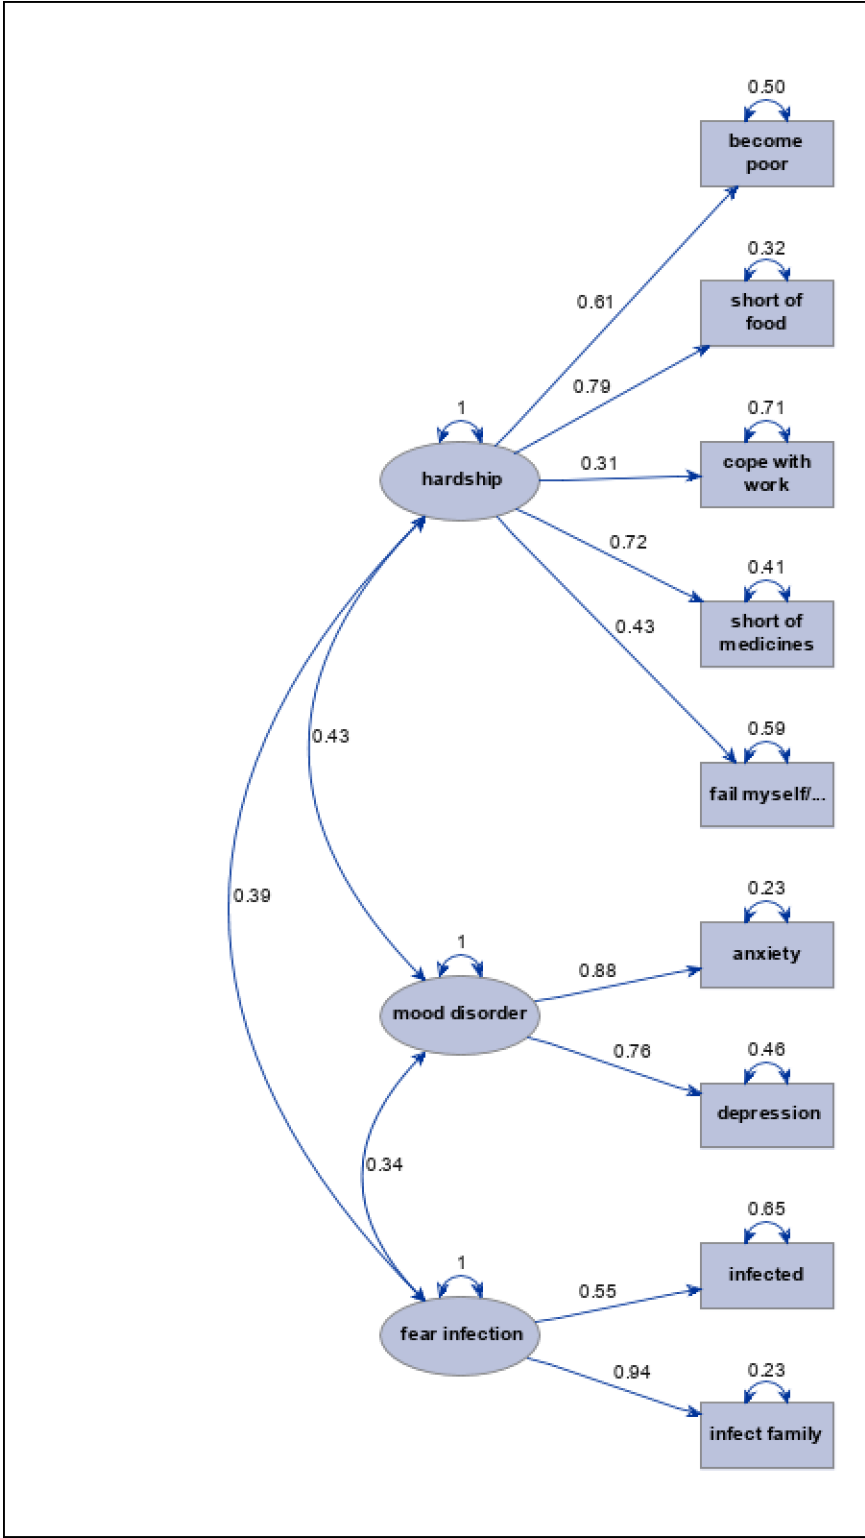 0.50
become
poor
0.32
short of
food
0.61
0.79
1
0.71
hardship
0.31
cope with
work
0.72
0.41
short of
medicines
0.43
0.59
fail myself/...
0.43
0.39
0.23
anxiety
1
0.88
mood disorder
0.76
0.46
depression
0.34
0.65
infected
1
0.55
fear infection
0.94
0.23
infect family